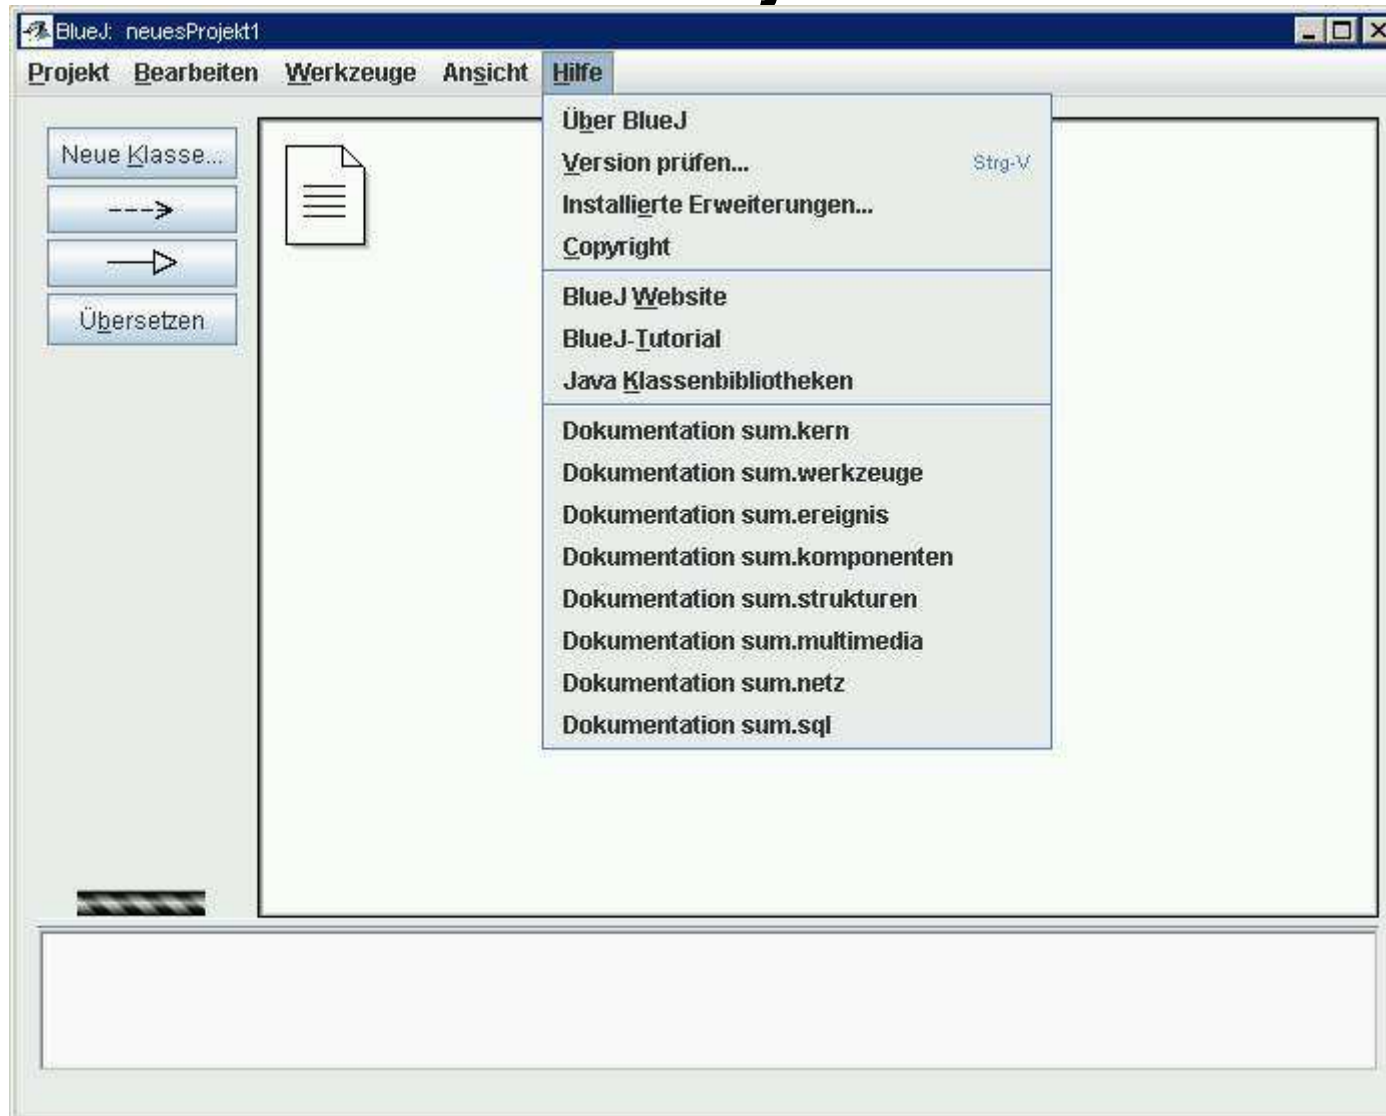 BlueJ: neuesProjekt1
Projekt Bearbeiten Werkzeuge Ansicht Hilfe
Neue Klasse...
Übersetzen
Über BlueJ
Version prüfen... Strg-V
Installierte Erweiterungen...
Copyright
BlueJ Website
BlueJ-Tutorial
Java Klassenbibliotheken
Dokumentation sum.kern
Dokumentation sum.werkzeuge
Dokumentation sum.ereignis
Dokumentation sum.komponenten
Dokumentation sum.strukturen
Dokumentation sum.multimedia
Dokumentation sum.netz
Dokumentation sum.sql